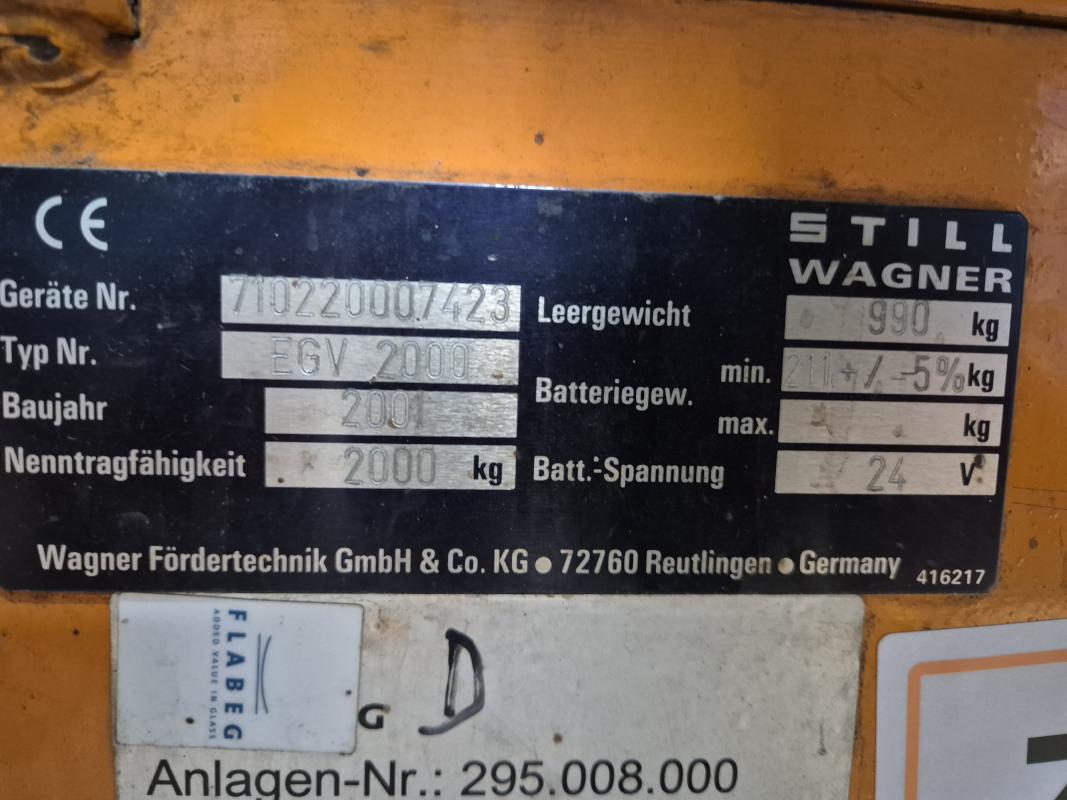 CE
STILL
WAGNER
Geräte Nr. 710220007423
Typ Nr. EGV 2000
Baujahr 2001
Nenntragfähigkeit 2000 kg
Leergewicht 990 kg
Batteriegew. min. 211 +/-5% kg
max. kg
Batt.-Spannung 24 V
Wagner Fördertechnik GmbH & Co. KG • 72760 Reutlingen • Germany 416217
FLABEG
ADDED VALUE IN GLASS
G D
Anlagen-Nr.: 295.008.000